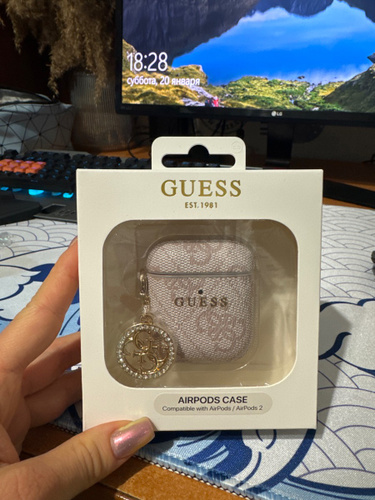 18:28
суббота, 20 января
LG
GUESS
EST. 1981
GUESS
AIRPODS CASE
Compatible with AirPods / AirPods 2